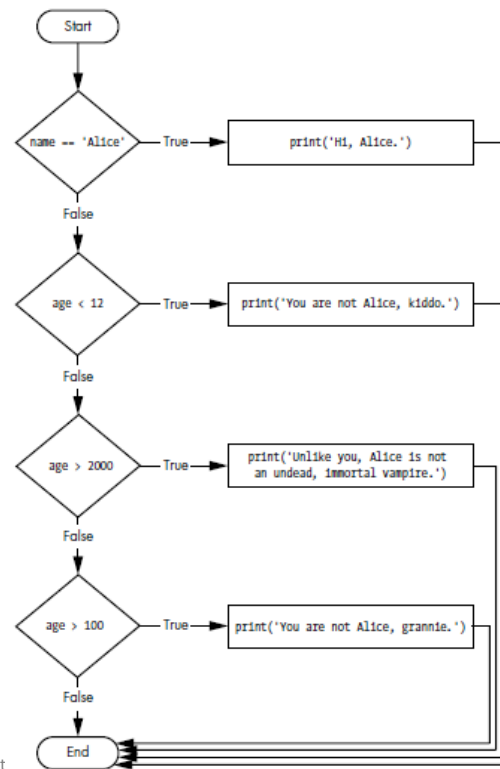 Start
name == 'Alice'
True
print('Hi, Alice.')
False
age < 12
True
print('You are not Alice, kiddo.')
False
age > 2000
True
print('Unlike you, Alice is not
an undead, immortal vampire.')
False
age > 100
True
print('You are not Alice, grannie.')
False
End
t